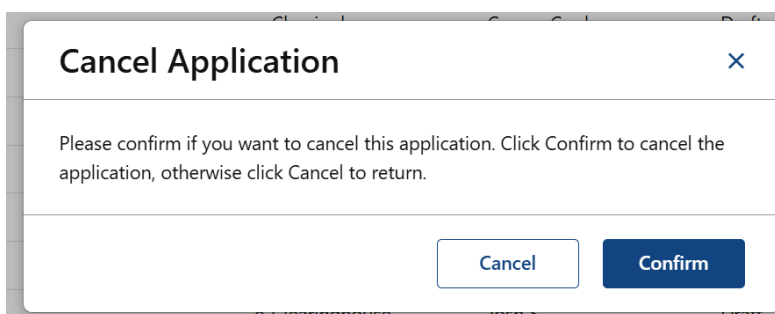 Cancel Application
Please confirm if you want to cancel this application. Click Confirm to cancel the
application, otherwise click Cancel to return.
Cancel Confirm